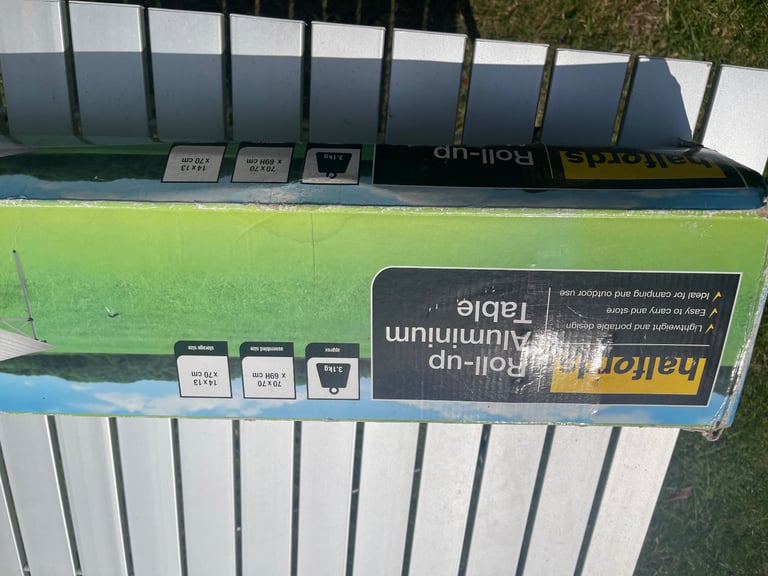 halfords
Roll-up
Aluminium
Table
✓ Lightweight and portable design
✓ Easy to carry and store
✓ Ideal for camping and outdoor use
approx
3.1kg
assembled size
70 x 70
x 69H cm
storage size
14 x 13
x 70 cm
halfords
Roll-up
3.1kg
70 x 70
x 69H cm
14 x 13
x 70 cm